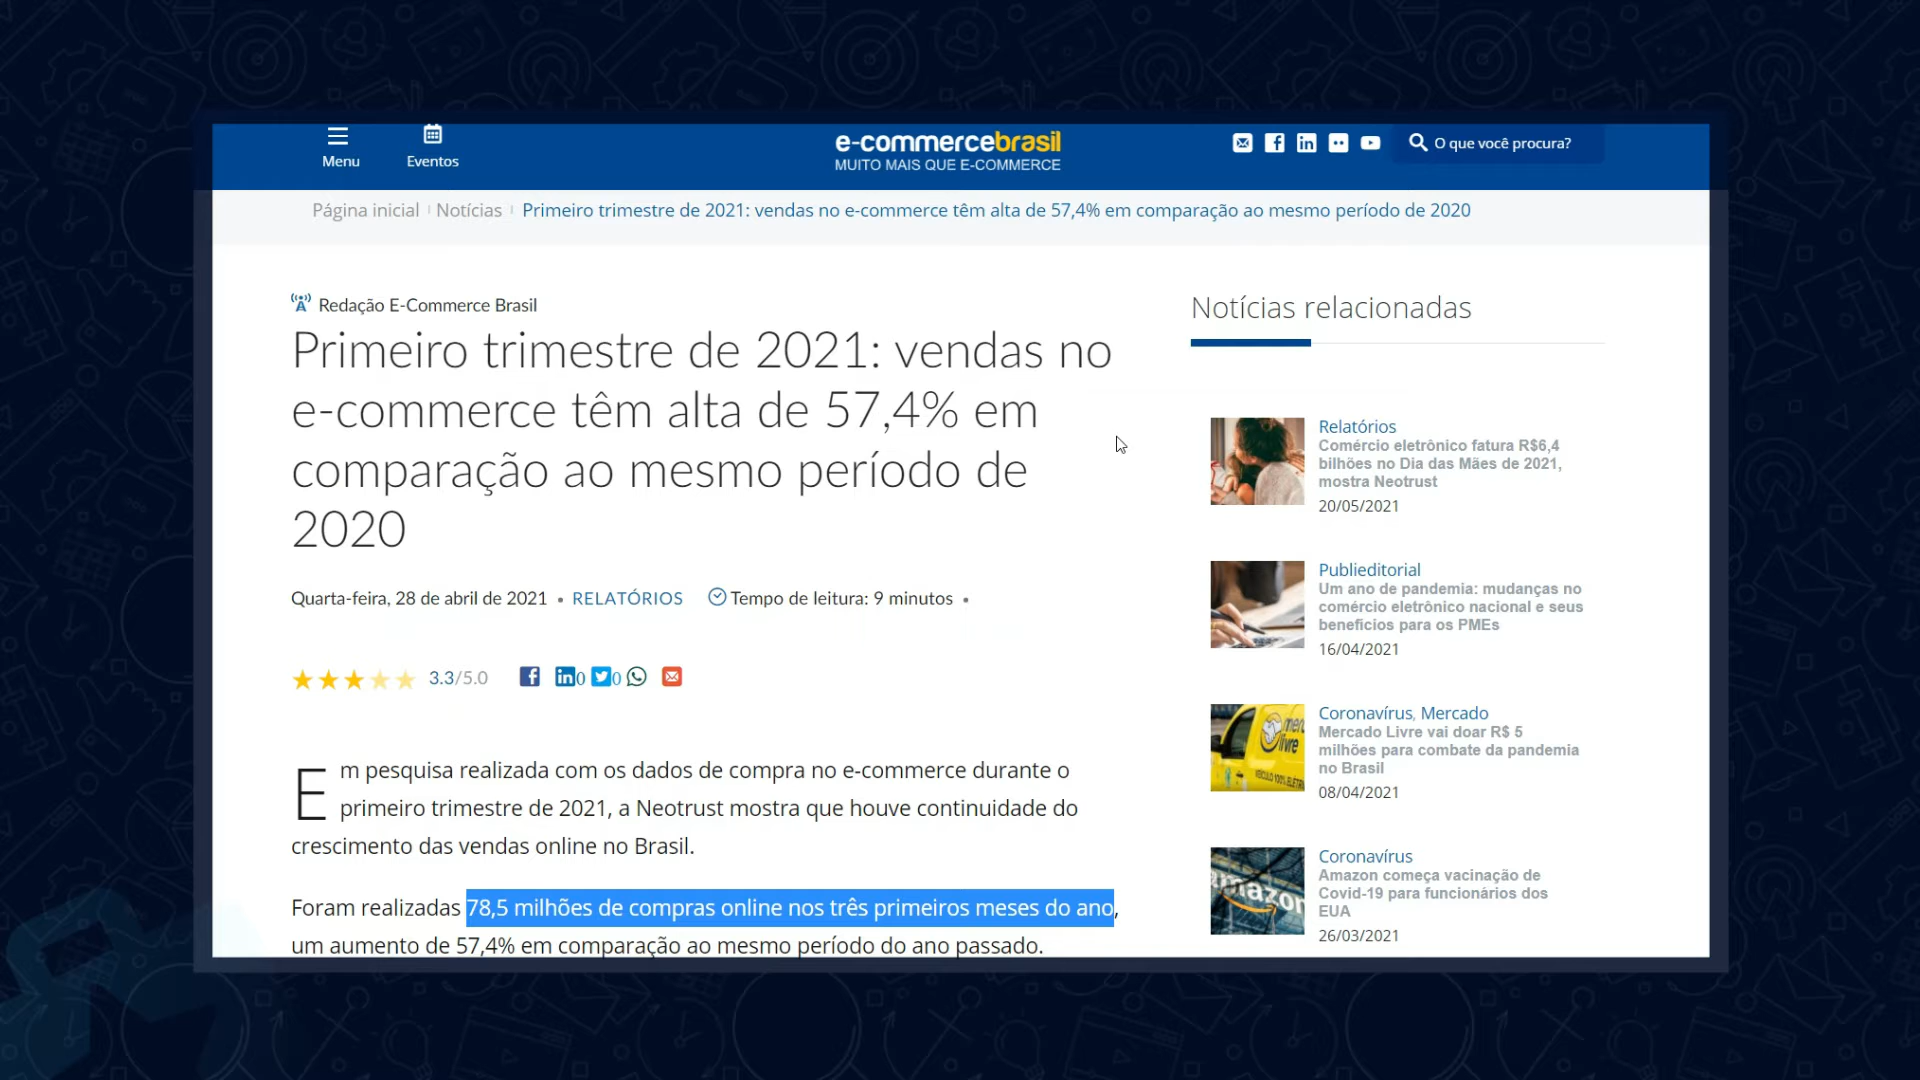 Menu
Eventos
e-commercebrasil
MUITO MAIS QUE E-COMMERCE
O que você procura?
Página inicial
Notícias
Primeiro trimestre de 2021: vendas no e-commerce têm alta de 57,4% em comparação ao mesmo período de 2020
Redação E-Commerce Brasil
Primeiro trimestre de 2021: vendas no
e-commerce têm alta de 57,4% em
comparação ao mesmo período de
2020
Quarta-feira, 28 de abril de 2021 • RELATÓRIOS Tempo de leitura: 9 minutos •
3.3/5.0
0
0
Em pesquisa realizada com os dados de compra no e-commerce durante o
primeiro trimestre de 2021, a Neotrust mostra que houve continuidade do
crescimento das vendas online no Brasil.
Foram realizadas 78,5 milhões de compras online nos três primeiros meses do ano,
um aumento de 57,4% em comparação ao mesmo período do ano passado.
Notícias relacionadas
Relatórios
Comércio eletrônico fatura R$6,4
bilhões no Dia das Mães de 2021,
mostra Neotrust
20/05/2021
Publieditorial
Um ano de pandemia: mudanças no
comércio eletrônico nacional e seus
benefícios para os PMEs
16/04/2021
Coronavírus, Mercado
Mercado Livre vai doar R$ 5
milhões para combate da pandemia
no Brasil
08/04/2021
Coronavírus
Amazon começa vacinação de
Covid-19 para funcionários dos
EUA
26/03/2021